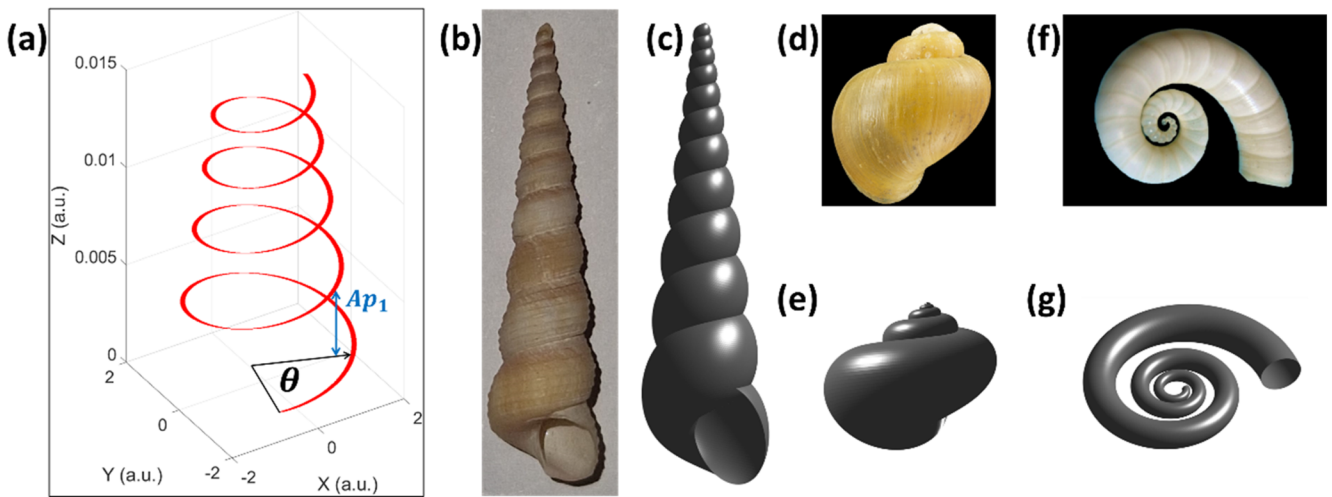 (a)
0.015
0.01
0.005
0
Z (a.u.)
Ap1
θ
2
0
-2
Y (a.u.)
-2
0
2
X (a.u.)
(b)
(c)
(d)
(e)
(f)
(g)